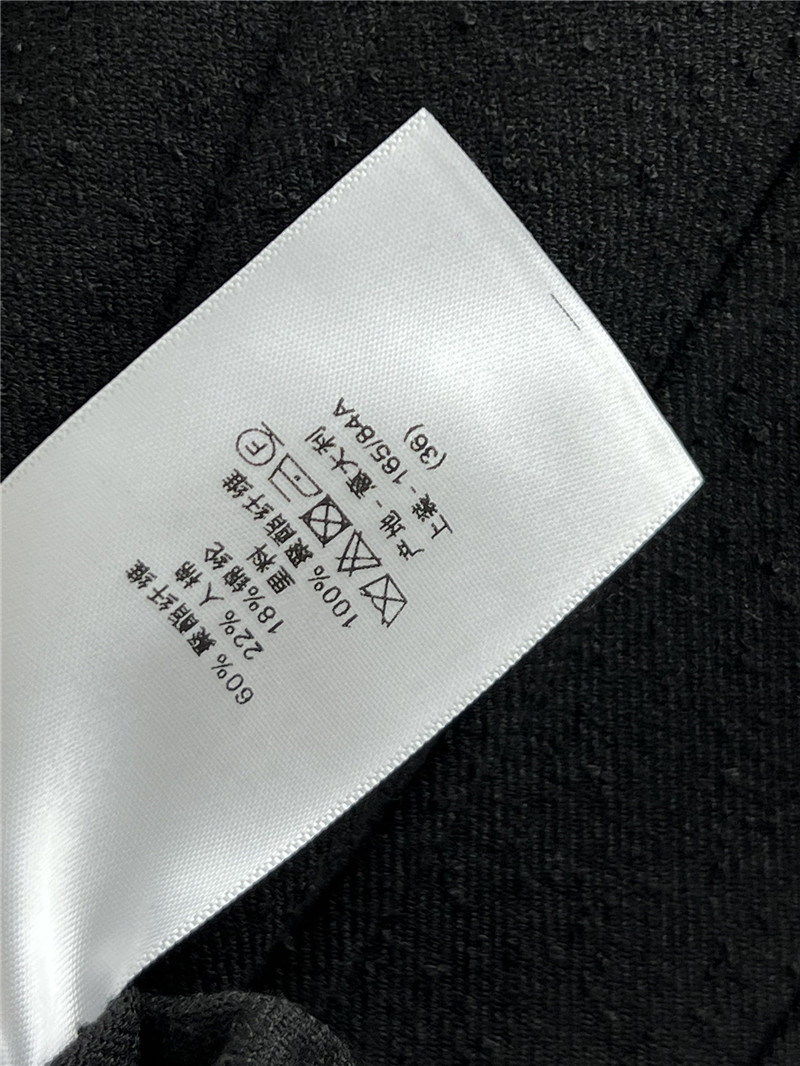 60% 聚酯纤维
22% 人棉
18%锦纶
里料
100% 聚酯纤维
F
产地 - 意大利
上装 - 165/84A
(36)